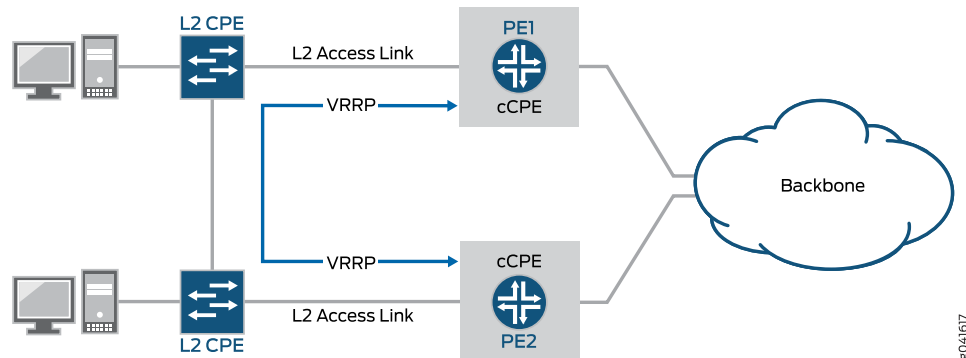 L2 CPE
PE1
L2 Access Link
VRRP
cCPE
Backbone
VRRP
cCPE
L2 Access Link
PE2
L2 CPE
g041617